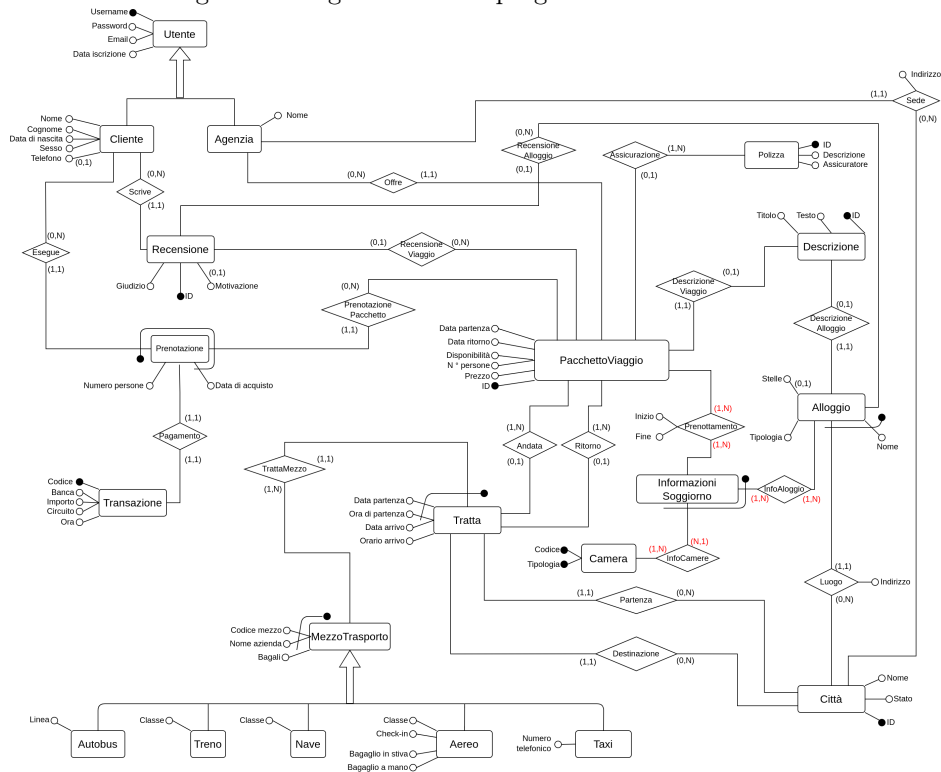 Username
Password
Email
Data iscrizione
Utente
Indirizzo
(1,1)
Sede
(0,N)
Nome
Cognome
Data di nascita
Sesso
Telefono
(0,1)
Cliente
Agenzia
Nome
(0,N)
Recensione
Alloggio
(0,1)
Assicurazione
(1,N)
(0,1)
Polizza
ID
Descrizione
Assicuratore
(0,N)
Scrive
(1,1)
(0,N)
Offre
(1,1)
Titolo
Testo
ID
Descrizione
(0,N)
Esegue
(1,1)
Recensione
(0,1)
Recensione
Viaggio
(0,N)
Giudizio
ID
(0,1)
Motivazione
(0,N)
Prenotazione
Pacchetto
(1,1)
Descrizione
Viaggio
(0,1)
(1,1)
(0,1)
Descrizione
Alloggio
(1,1)
Prenotazione
Numero persone
Data di acquisto
Data partenza
Data ritorno
Disponibilità
N ° persone
Prezzo
ID
PacchettoViaggio
Stelle
(0,1)
Alloggio
Tipologia
Nome
(1,1)
Pagamento
(1,1)
(1,N)
Andata
(0,1)
(1,N)
Ritorno
(0,1)
Inizio
Fine
(1,N)
Prenottamento
(1,N)
TrattaMezzo
(1,1)
(1,N)
Informazioni
Soggiorno
(1,N)
InfoAloggio
(1,N)
Codice
Banca
Importo
Circuito
Ora
Transazione
Data partenza
Ora di partenza
Data arrivo
Orario arrivo
Tratta
Codice
Tipologia
Camera
(1,N)
(N,1)
InfoCamere
(1,1)
Luogo
(0,N)
Indirizzo
(1,1)
Partenza
(0,N)
Codice mezzo
Nome azienda
Bagali
MezzoTrasporto
(1,1)
Destinazione
(0,N)
Città
Nome
Stato
ID
Linea
Autobus
Classe
Treno
Classe
Nave
Classe
Check-in
Bagaglio in stiva
Bagaglio a mano
Aereo
Numero
telefonico
Taxi